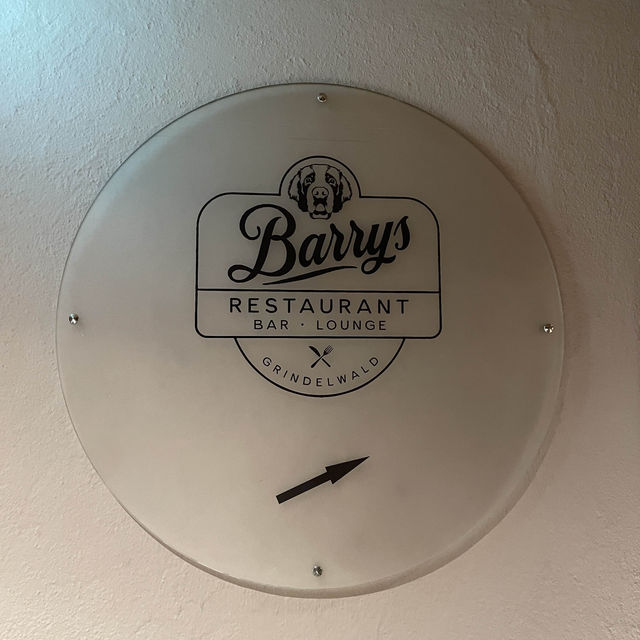 Barrys
RESTAURANT
BAR · LOUNGE
GRINDELWALD